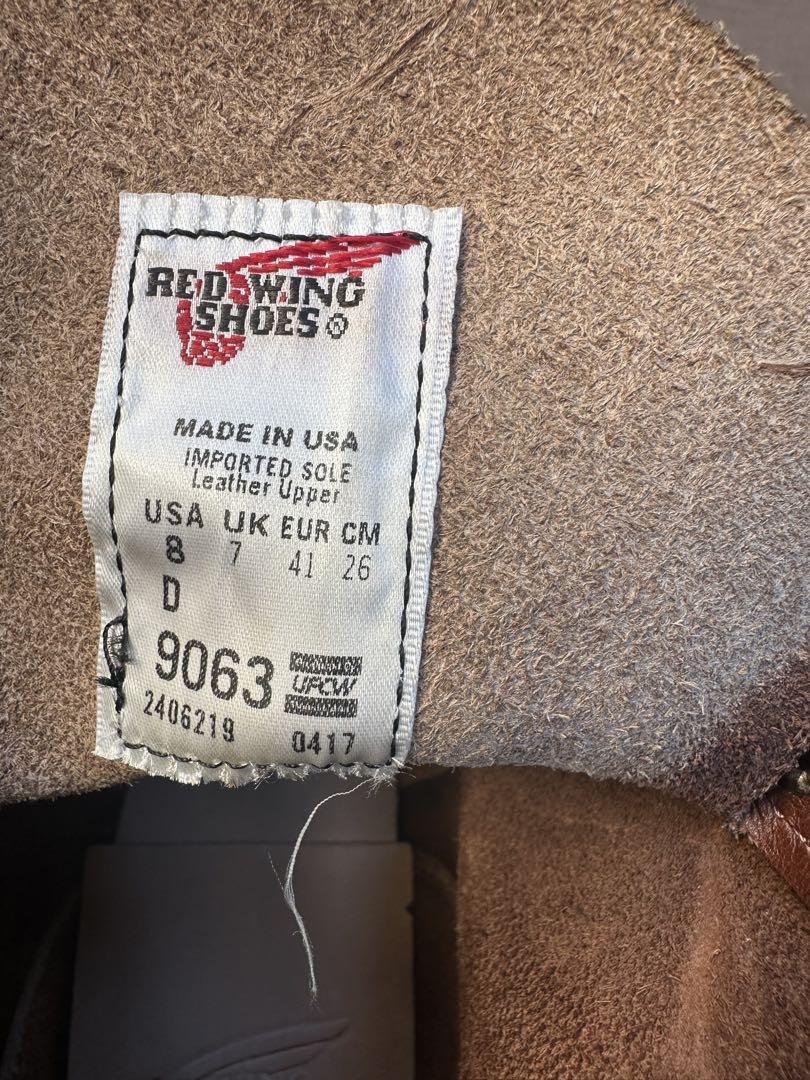 RED WING
SHOES®
MADE IN USA
IMPORTED SOLE
Leather Upper
USA UK EUR CM
8 7 41 26
D
9063
UFCW
2406219 0417